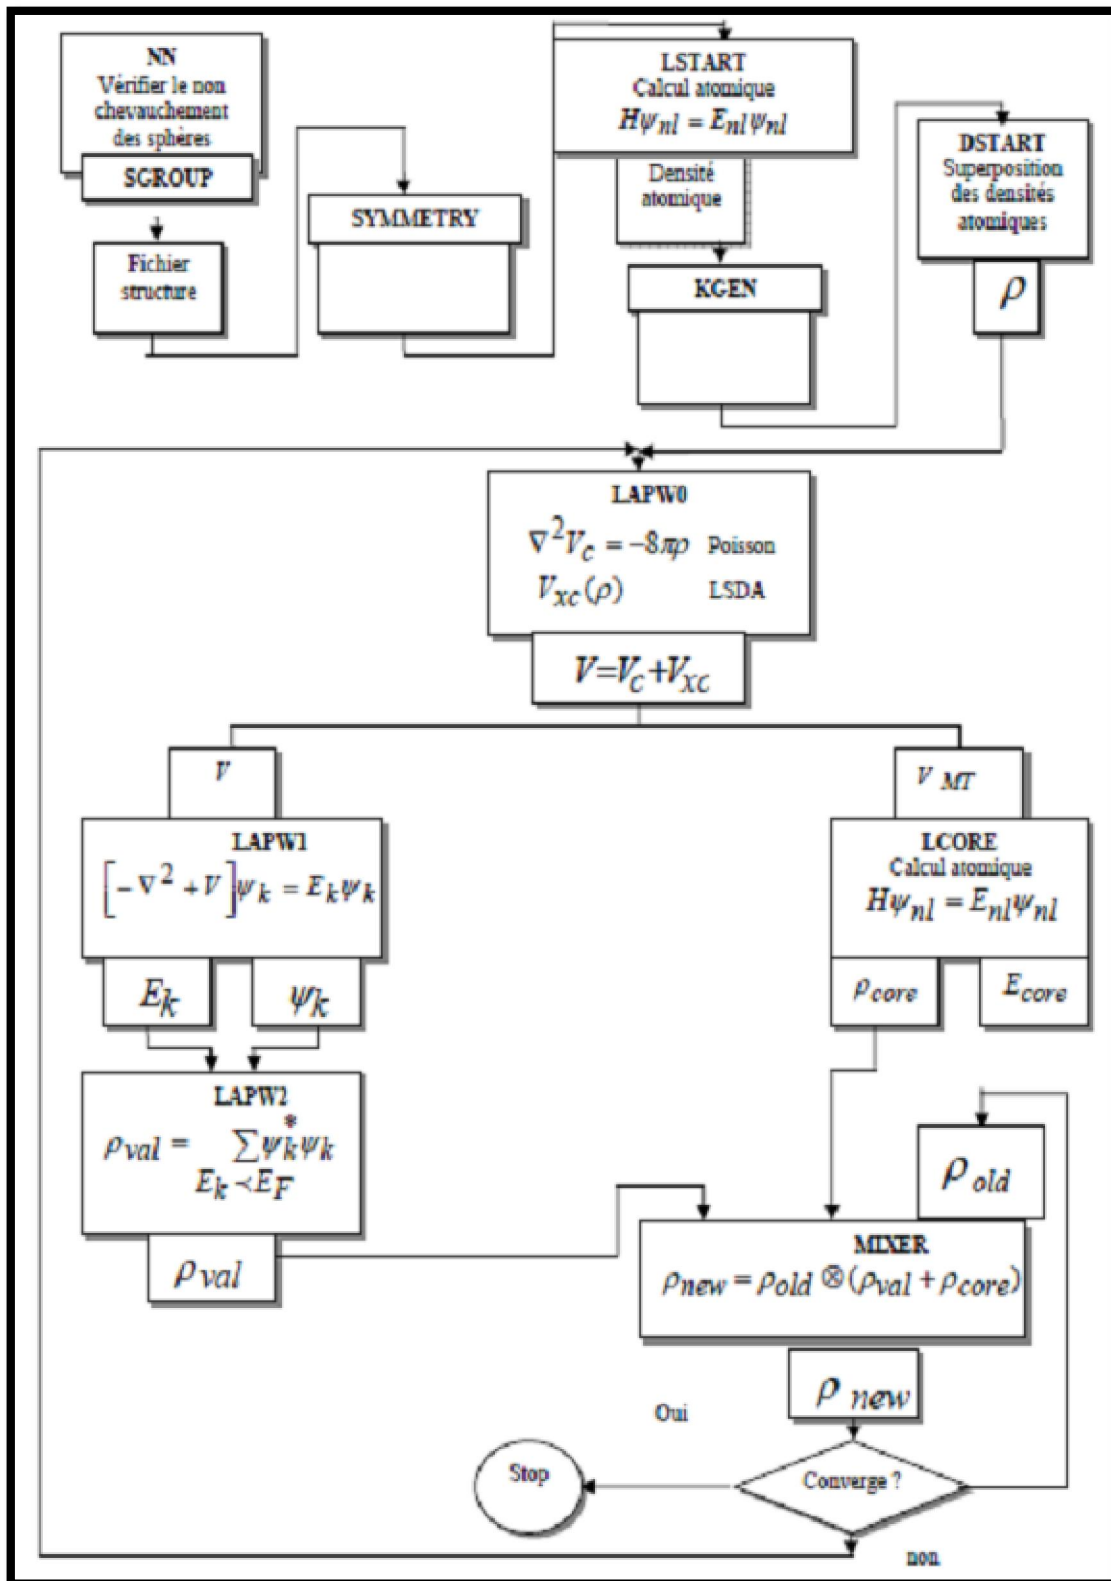 NN
Vérifier le non
chevauchement
des sphères
SGROUP
Fichier
structure
SYMMETRY
LSTART
Calcul atomique
Hψnl = Enlψnl
Densité
atomique
KGEN
DSTART
Superposition
des densités
atomiques
ρ
LAPW0
∇²VC = −8πρ Poisson
Vxc(ρ) LSDA
V=VC+VXC
V
LAPW1
[−∇² + V]ψk = Ekψk
Ek
ψk
LAPW2
ρval = ∑ψk*ψk
Ek ≺ EF
ρval
V MT
LCORE
Calcul atomique
Hψnl = Enlψnl
ρcore
Ecore
ρold
MIXER
ρnew = ρold ⊗ (ρval + ρcore)
ρ new
Oui
Stop
Converge ?
non